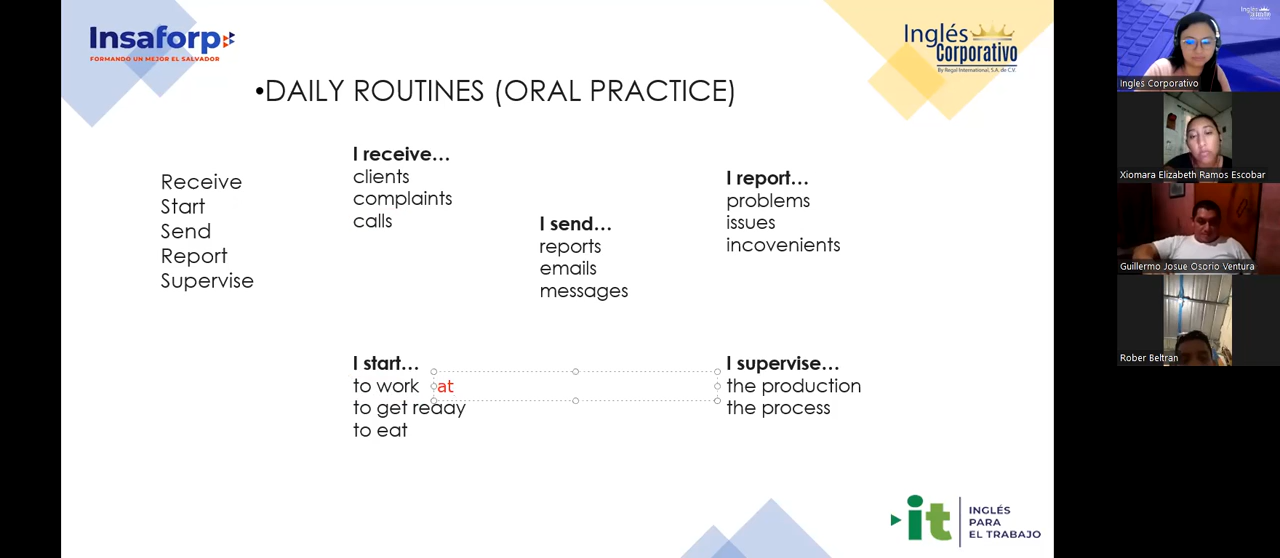 Insaforp
FORMANDO UN MEJOR EL SALVADOR
Inglés
Corporativo
By Regal International, S.A. de C.V.
•DAILY ROUTINES (ORAL PRACTICE)
Receive
Start
Send
Report
Supervise
I receive...
clients
complaints
calls
I send...
reports
emails
messages
I report...
problems
issues
incovenients
I start...
to work at
to get ready
to eat
I supervise...
the production
the process
it
INGLÉS
PARA
EL TRABAJO
Ingles Corporativo
Xiomara Elizabeth Ramos Escobar
Guillermo Josue Osorio Ventura
Rober Beltran